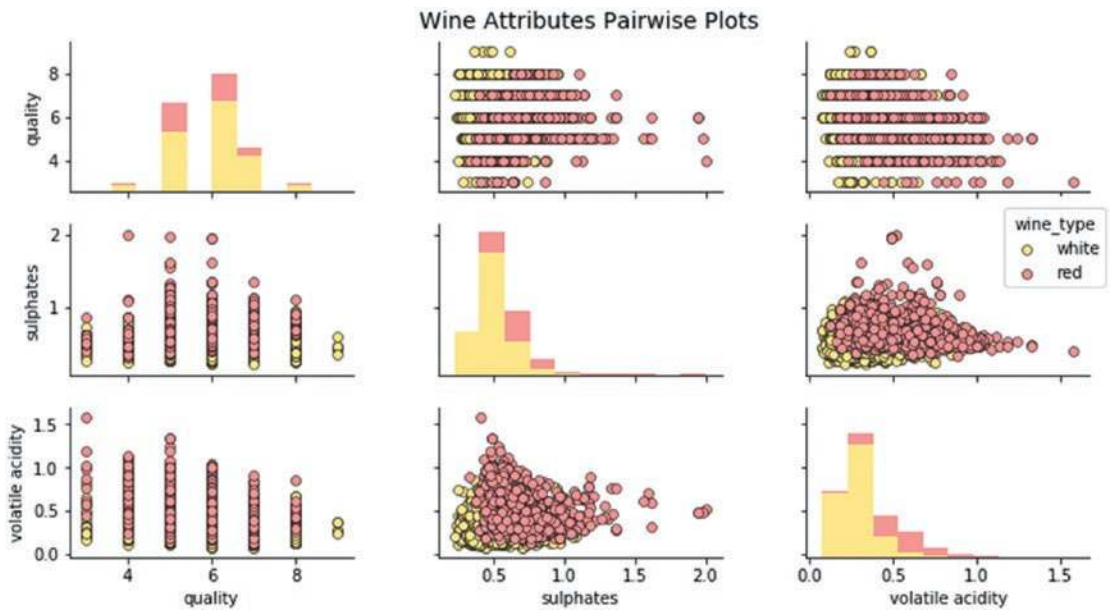 Wine Attributes Pairwise Plots
quality
8
6
4
sulphates
2
1
wine_type
white
red
volatile acidity
1.5
1.0
0.5
0.0
4 6 8
quality
0.5 1.0 1.5 2.0
sulphates
0.0 0.5 1.0 1.5
volatile acidity